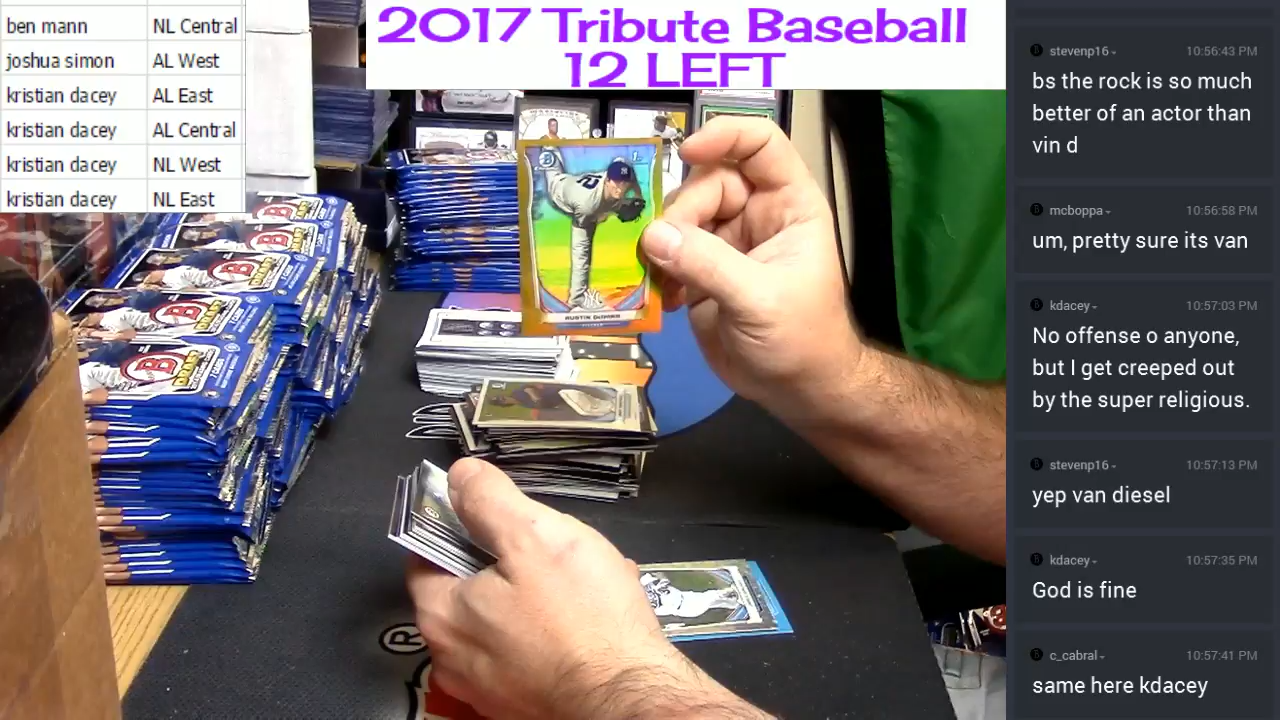 ben mann NL Central
joshua simon AL West
kristian dacey AL East
kristian dacey AL Central
kristian dacey NL West
kristian dacey NL East
2017 Tribute Baseball
12 LEFT
stevenp16 10:56:43 PM
bs the rock is so much
better of an actor than
vin d
mcboppa 10:56:58 PM
um, pretty sure its van
kdacey 10:57:03 PM
No offense o anyone,
but I get creeped out
by the super religious.
stevenp16 10:57:13 PM
yep van diesel
kdacey 10:57:35 PM
God is fine
c_cabral 10:57:41 PM
same here kdacey
B
DRAFT
®